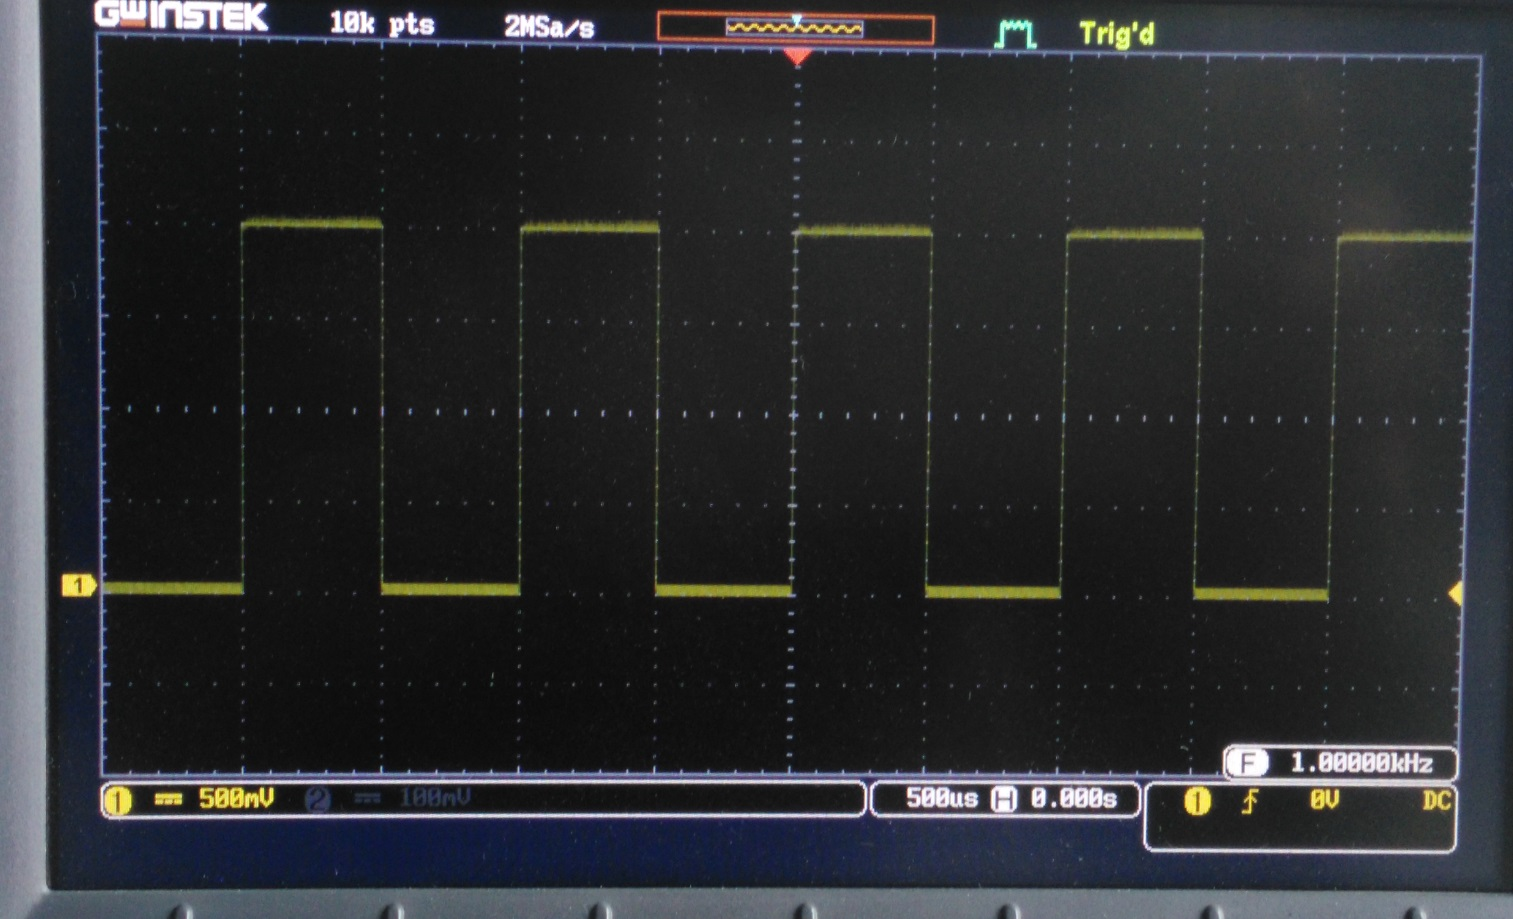 GWINSTEK 10k pts 2MSa/s Trig'd
1
F 1.00000kHz
1 500mV 2 100mV 500us H 0.000s 1 0V DC